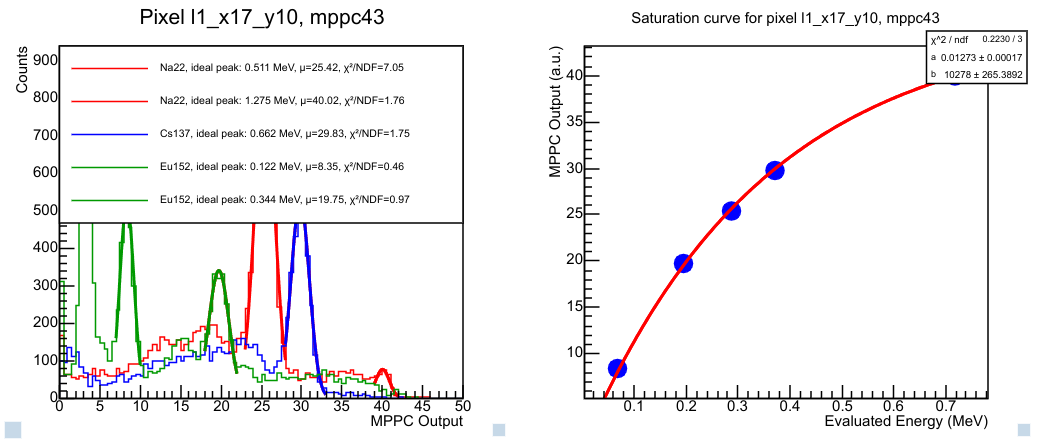 Pixel l1_x17_y10, mppc43
Counts
900
800
700
600
500
400
300
200
100
0
Na22, ideal peak: 0.511 MeV, μ=25.42, χ²/NDF=7.05
Na22, ideal peak: 1.275 MeV, μ=40.02, χ²/NDF=1.76
Cs137, ideal peak: 0.662 MeV, μ=29.83, χ²/NDF=1.75
Eu152, ideal peak: 0.122 MeV, μ=8.35, χ²/NDF=0.46
Eu152, ideal peak: 0.344 MeV, μ=19.75, χ²/NDF=0.97
0 5 10 15 20 25 30 35 40 45 50
MPPC Output
Saturation curve for pixel l1_x17_y10, mppc43
χ^2 / ndf 0.2230 / 3
a 0.01273 ± 0.00017
b 10278 ± 265.3892
MPPC Output (a.u.)
40
35
30
25
20
15
10
0.1 0.2 0.3 0.4 0.5 0.6 0.7
Evaluated Energy (MeV)